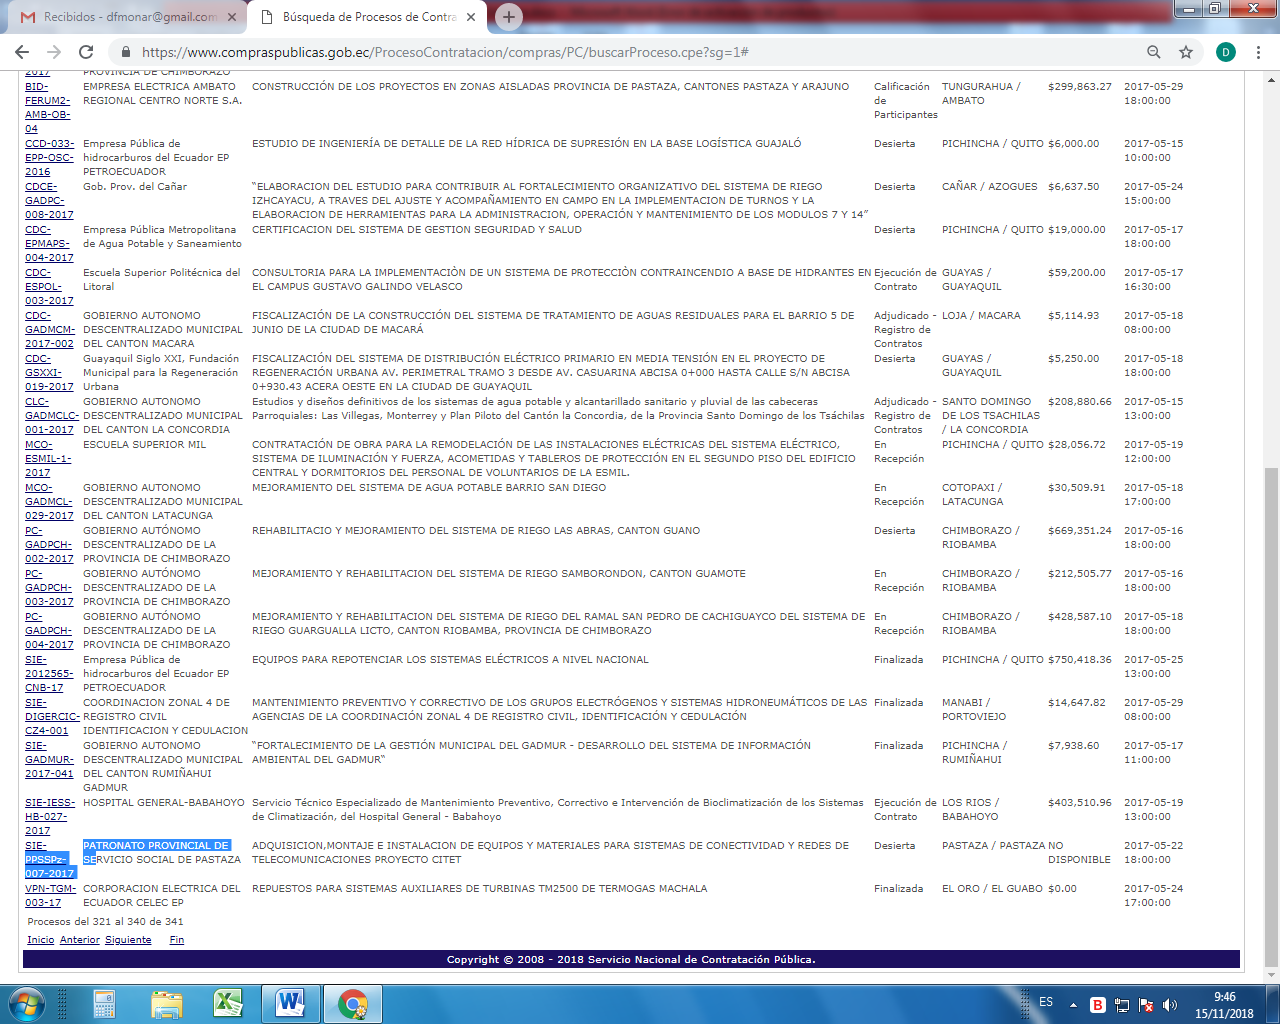 Recibidos - dfmonar@gmail.com
Búsqueda de Procesos de Contra
https://www.compraspublicas.gob.ec/ProcesoContratacion/compras/PC/buscarProceso.cpe?sg=1#
D
2017 PROVINCIA DE CHIMBORAZO
BID- EMPRESA ELECTRICA AMBATO CONSTRUCCIÓN DE LOS PROYECTOS EN ZONAS AISLADAS PROVINCIA DE PASTAZA, CANTONES PASTAZA Y ARAJUNO Calificación TUNGURAHUA / $299,863.27 2017-05-29
FERUM2- REGIONAL CENTRO NORTE S.A. de AMBATO 18:00:00
AMB-OB- Participantes
04
CCD-033- Empresa Pública de ESTUDIO DE INGENIERÍA DE DETALLE DE LA RED HÍDRICA DE SUPRESIÓN EN LA BASE LOGÍSTICA GUAJALÓ Desierta PICHINCHA / QUITO $6,000.00 2017-05-15
EPP-OSC- hidrocarburos del Ecuador EP 10:00:00
2016 PETROECUADOR
CDCE- Gob. Prov. del Cañar "ELABORACION DEL ESTUDIO PARA CONTRIBUIR AL FORTALECIMIENTO ORGANIZATIVO DEL SISTEMA DE RIEGO Desierta CAÑAR / AZOGUES $6,637.50 2017-05-24
GADPC- IZHCAYACU, A TRAVES DEL AJUSTE Y ACOMPAÑAMIENTO EN CAMPO EN LA IMPLEMENTACION DE TURNOS Y LA 15:00:00
008-2017 ELABORACION DE HERRAMIENTAS PARA LA ADMINISTRACION, OPERACIÓN Y MANTENIMIENTO DE LOS MODULOS 7 Y 14"
CDC- Empresa Pública Metropolitana CERTIFICACION DEL SISTEMA DE GESTION SEGURIDAD Y SALUD Desierta PICHINCHA / QUITO $19,000.00 2017-05-17
EPMAPS- de Agua Potable y Saneamiento 18:00:00
004-2017
CDC- Escuela Superior Politécnica del CONSULTORIA PARA LA IMPLEMENTACIÒN DE UN SISTEMA DE PROTECCIÒN CONTRAINCENDIO A BASE DE HIDRANTES EN Ejecución de GUAYAS / $59,200.00 2017-05-17
ESPOL- Litoral EL CAMPUS GUSTAVO GALINDO VELASCO Contrato GUAYAQUIL 16:30:00
003-2017
CDC- GOBIERNO AUTONOMO FISCALIZACIÓN DE LA CONSTRUCCIÓN DEL SISTEMA DE TRATAMIENTO DE AGUAS RESIDUALES PARA EL BARRIO 5 DE Adjudicado - LOJA / MACARA $5,114.93 2017-05-18
GADMCM- DESCENTRALIZADO MUNICIPAL JUNIO DE LA CIUDAD DE MACARÁ Registro de 08:00:00
2017-002 DEL CANTON MACARA Contratos
CDC- Guayaquil Siglo XXI, Fundación FISCALIZACIÓN DEL SISTEMA DE DISTRIBUCIÓN ELÉCTRICO PRIMARIO EN MEDIA TENSIÓN EN EL PROYECTO DE Desierta GUAYAS / $5,250.00 2017-05-18
GSXXI- Municipal para la Regeneración REGENERACIÓN URBANA AV. PERIMETRAL TRAMO 3 DESDE AV. CASUARINA ABCISA 0+000 HASTA CALLE S/N ABCISA GUAYAQUIL 18:00:00
019-2017 Urbana 0+930.43 ACERA OESTE EN LA CIUDAD DE GUAYAQUIL
CLC- GOBIERNO AUTONOMO Estudios y diseños definitivos de los sistemas de agua potable y alcantarillado sanitario y pluvial de las cabeceras Adjudicado - SANTO DOMINGO $208,880.66 2017-05-15
GADMCLC- DESCENTRALIZADO MUNICIPAL Parroquiales: Las Villegas, Monterrey y Plan Piloto del Cantón la Concordia, de la Provincia Santo Domingo de los Tsáchilas Registro de DE LOS TSACHILAS 13:00:00
001-2017 DEL CANTON LA CONCORDIA Contratos / LA CONCORDIA
MCO- ESCUELA SUPERIOR MIL CONTRATACIÓN DE OBRA PARA LA REMODELACIÓN DE LAS INSTALACIONES ELÉCTRICAS DEL SISTEMA ELÉCTRICO, En PICHINCHA / QUITO $28,056.72 2017-05-19
ESMIL-1- SISTEMA DE ILUMINACIÓN Y FUERZA, ACOMETIDAS Y TABLEROS DE PROTECCIÓN EN EL SEGUNDO PISO DEL EDIFICIO Recepción 12:00:00
2017 CENTRAL Y DORMITORIOS DEL PERSONAL DE VOLUNTARIOS DE LA ESMIL.
MCO- GOBIERNO AUTONOMO MEJORAMIENTO DEL SISTEMA DE AGUA POTABLE BARRIO SAN DIEGO En COTOPAXI / $30,509.91 2017-05-18
GADMCL- DESCENTRALIZADO MUNICIPAL Recepción LATACUNGA 17:00:00
029-2017 DEL CANTON LATACUNGA
PC- GOBIERNO AUTÓNOMO REHABILITACIO Y MEJORAMIENTO DEL SISTEMA DE RIEGO LAS ABRAS, CANTON GUANO Desierta CHIMBORAZO / $669,351.24 2017-05-16
GADPCH- DESCENTRALIZADO DE LA RIOBAMBA 18:00:00
002-2017 PROVINCIA DE CHIMBORAZO
PC- GOBIERNO AUTÓNOMO MEJORAMIENTO Y REHABILITACION DEL SISTEMA DE RIEGO SAMBORONDON, CANTON GUAMOTE En CHIMBORAZO / $212,505.77 2017-05-16
GADPCH- DESCENTRALIZADO DE LA Recepción RIOBAMBA 18:00:00
003-2017 PROVINCIA DE CHIMBORAZO
PC- GOBIERNO AUTÓNOMO MEJORAMIENTO Y REHABILITACION DEL SISTEMA DE RIEGO DEL RAMAL SAN PEDRO DE CACHIGUAYCO DEL SISTEMA DE En CHIMBORAZO / $428,587.10 2017-05-18
GADPCH- DESCENTRALIZADO DE LA RIEGO GUARGUALLA LICTO, CANTON RIOBAMBA, PROVINCIA DE CHIMBORAZO Recepción RIOBAMBA 18:00:00
004-2017 PROVINCIA DE CHIMBORAZO
SIE- Empresa Pública de EQUIPOS PARA REPOTENCIAR LOS SISTEMAS ELÉCTRICOS A NIVEL NACIONAL Finalizada PICHINCHA / QUITO $750,418.36 2017-05-25
2012565- hidrocarburos del Ecuador EP 13:00:00
CNB-17 PETROECUADOR
SIE- COORDINACION ZONAL 4 DE MANTENIMIENTO PREVENTIVO Y CORRECTIVO DE LOS GRUPOS ELECTRÓGENOS Y SISTEMAS HIDRONEUMÁTICOS DE LAS Finalizada MANABI / $14,647.82 2017-05-29
DIGERCIC- REGISTRO CIVIL AGENCIAS DE LA COORDINACIÓN ZONAL 4 DE REGISTRO CIVIL, IDENTIFICACIÓN Y CEDULACIÓN PORTOVIEJO 08:00:00
CZ4-001 IDENTIFICACION Y CEDULACION
SIE- GOBIERNO AUTONOMO "FORTALECIMIENTO DE LA GESTIÓN MUNICIPAL DEL GADMUR - DESARROLLO DEL SISTEMA DE INFORMACIÓN Finalizada PICHINCHA / $7,938.60 2017-05-17
GADMUR- DESCENTRALIZADO MUNICIPAL AMBIENTAL DEL GADMUR" RUMIÑAHUI 11:00:00
2017-041 DEL CANTON RUMIÑAHUI
GADMUR
SIE-IESS- HOSPITAL GENERAL-BABAHOYO Servicio Técnico Especializado de Mantenimiento Preventivo, Correctivo e Intervención de Bioclimatización de los Sistemas Ejecución de LOS RIOS / $403,510.96 2017-05-19
HB-027- de Climatización, del Hospital General - Babahoyo Contrato BABAHOYO 13:00:00
2017
SIE- PATRONATO PROVINCIAL DE ADQUISICION,MONTAJE E INSTALACION DE EQUIPOS Y MATERIALES PARA SISTEMAS DE CONECTIVIDAD Y REDES DE Desierta PASTAZA / PASTAZA NO 2017-05-22
PPSSPz- SERVICIO SOCIAL DE PASTAZA TELECOMUNICACIONES PROYECTO CITET DISPONIBLE 18:00:00
007-2017
VPN-TGM- CORPORACION ELECTRICA DEL REPUESTOS PARA SISTEMAS AUXILIARES DE TURBINAS TM2500 DE TERMOGAS MACHALA Finalizada EL ORO / EL GUABO $0.00 2017-05-24
003-17 ECUADOR CELEC EP 17:00:00
Procesos del 321 al 340 de 341
Inicio Anterior Siguiente Fin
Copyright © 2008 - 2018 Servicio Nacional de Contratación Pública.
ES
9:46
15/11/2018